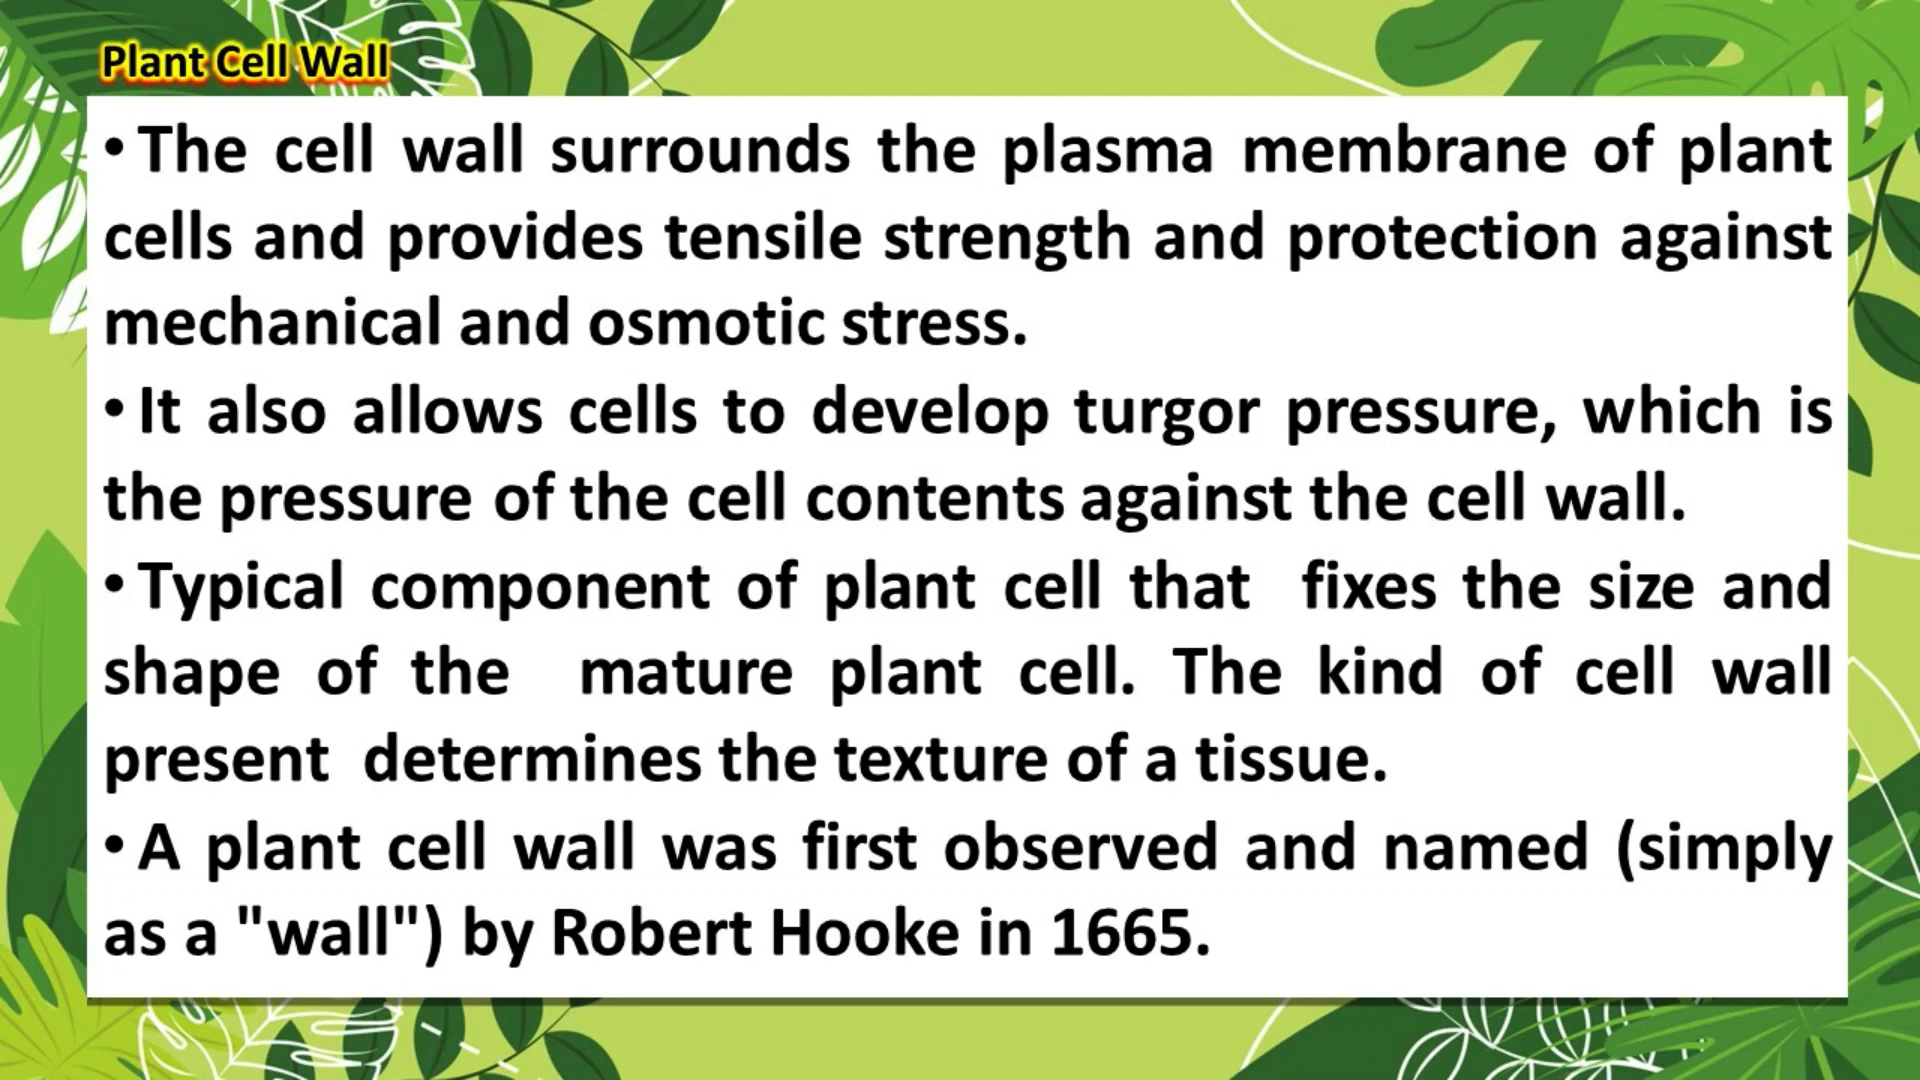 Plant Cell Wall
• The cell wall surrounds the plasma membrane of plant
cells and provides tensile strength and protection against
mechanical and osmotic stress.
• It also allows cells to develop turgor pressure, which is
the pressure of the cell contents against the cell wall.
• Typical component of plant cell that fixes the size and
shape of the mature plant cell. The kind of cell wall
present determines the texture of a tissue.
• A plant cell wall was first observed and named (simply
as a "wall") by Robert Hooke in 1665.